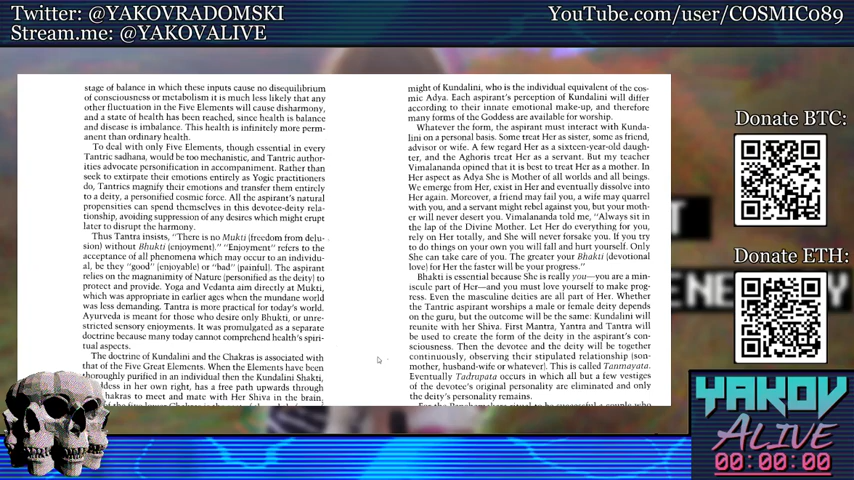 Twitter: @YAKOVRADOMSKI
Stream.me: @YAKOVALIVE
YouTube.com/user/COSMIC089
stage of balance in which these inputs cause no disequilibrium
of consciousness or metabolism it is much less likely that any
other fluctuation in the Five Elements will cause disharmony,
and a state of health has been reached, since health is balance
and disease is imbalance. This health is infinitely more perm-
anent than ordinary health.
To deal with only Five Elements, though essential in every
Tantric sadhana, would be too mechanistic, and Tantric author-
ities advocate personification in accompaniment. Rather than
seek to extirpate their emotions entirely as Yogic practitioners
do, Tantrics magnify their emotions and transfer them entirely
to a deity, a personified cosmic force. All the aspirant's natural
propensities can spend themselves in this devotee-deity rela-
tionship, avoiding suppression of any desires which might erupt
later to disrupt the harmony.
Thus Tantra insists, "There is no Mukti (freedom from delu-
sion) without Bhukti (enjoyment)." "Enjoyment" refers to the
acceptance of all phenomena which may occur to an individu-
al, be they "good" (enjoyable) or "bad" (painful). The aspirant
relies on the magnanimity of Nature (personified as the deity) to
protect and provide. Yoga and Vedanta aim directly at Mukti,
which was appropriate in earlier ages when the mundane world
was less demanding. Tantra is more practical for today's world.
Ayurveda is meant for those who desire only Bhukti, or unre-
stricted sensory enjoyments. It was promulgated as a separate
doctrine because many today cannot comprehend health's spiri-
tual aspects.
The doctrine of Kundalini and the Chakras is associated with
that of the Five Great Elements. When the Elements have been
thoroughly purified in an individual then the Kundalini Shakti,
ddess in her own right, has a free path upwards through
hakras to meet and mate with Her Shiva in the brain,
might of Kundalini, who is the individual equivalent of the cos-
mic Adya. Each aspirant's perception of Kundalini will differ
according to their innate emotional make-up, and therefore
many forms of the Goddess are available for worship.
Whatever the form, the aspirant must interact with Kunda-
lini on a personal basis. Some treat Her as sister, some as friend,
advisor or wife. A few regard Her as a sixteen-year-old daugh-
ter, and the Aghoris treat Her as a servant. But my teacher
Vimalananda opined that it is best to treat Her as a mother. In
Her aspect as Adya She is Mother of all worlds and all beings.
We emerge from Her, exist in Her and eventually dissolve into
Her again. Moreover, a friend may fail you, a wife may quarrel
with you, and a servant might rebel against you, but your moth-
er will never desert you. Vimalananda told me, "Always sit in
the lap of the Divine Mother. Let Her do everything for you,
rely on Her totally, and She will never forsake you. If you try
to do things on your own you will fall and hurt yourself. Only
She can take care of you. The greater your Bhakti (devotional
love) for Her the faster will be your progress."
Bhakti is essential because She is really you—you are a min-
iscule part of Her—and you must love yourself to make prog-
ress. Even the masculine deities are all part of Her. Whether
the Tantric aspirant worships a male or female deity depends
on the guru, but the outcome will be the same: Kundalini will
reunite with her Shiva. First Mantra, Yantra and Tantra will
be used to create the form of the deity in the aspirant's con-
sciousness. Then the devotee and the deity will be together
continuously, observing their stipulated relationship (son-
mother, husband-wife or whatever). This is called Tanmayata.
Eventually Tadrupata occurs in which all but a few vestiges
of the devotee's original personality are eliminated and only
the deity's personality remains.
Donate BTC:
Donate ETH:
YAKOV
ALIVE
00:00:00